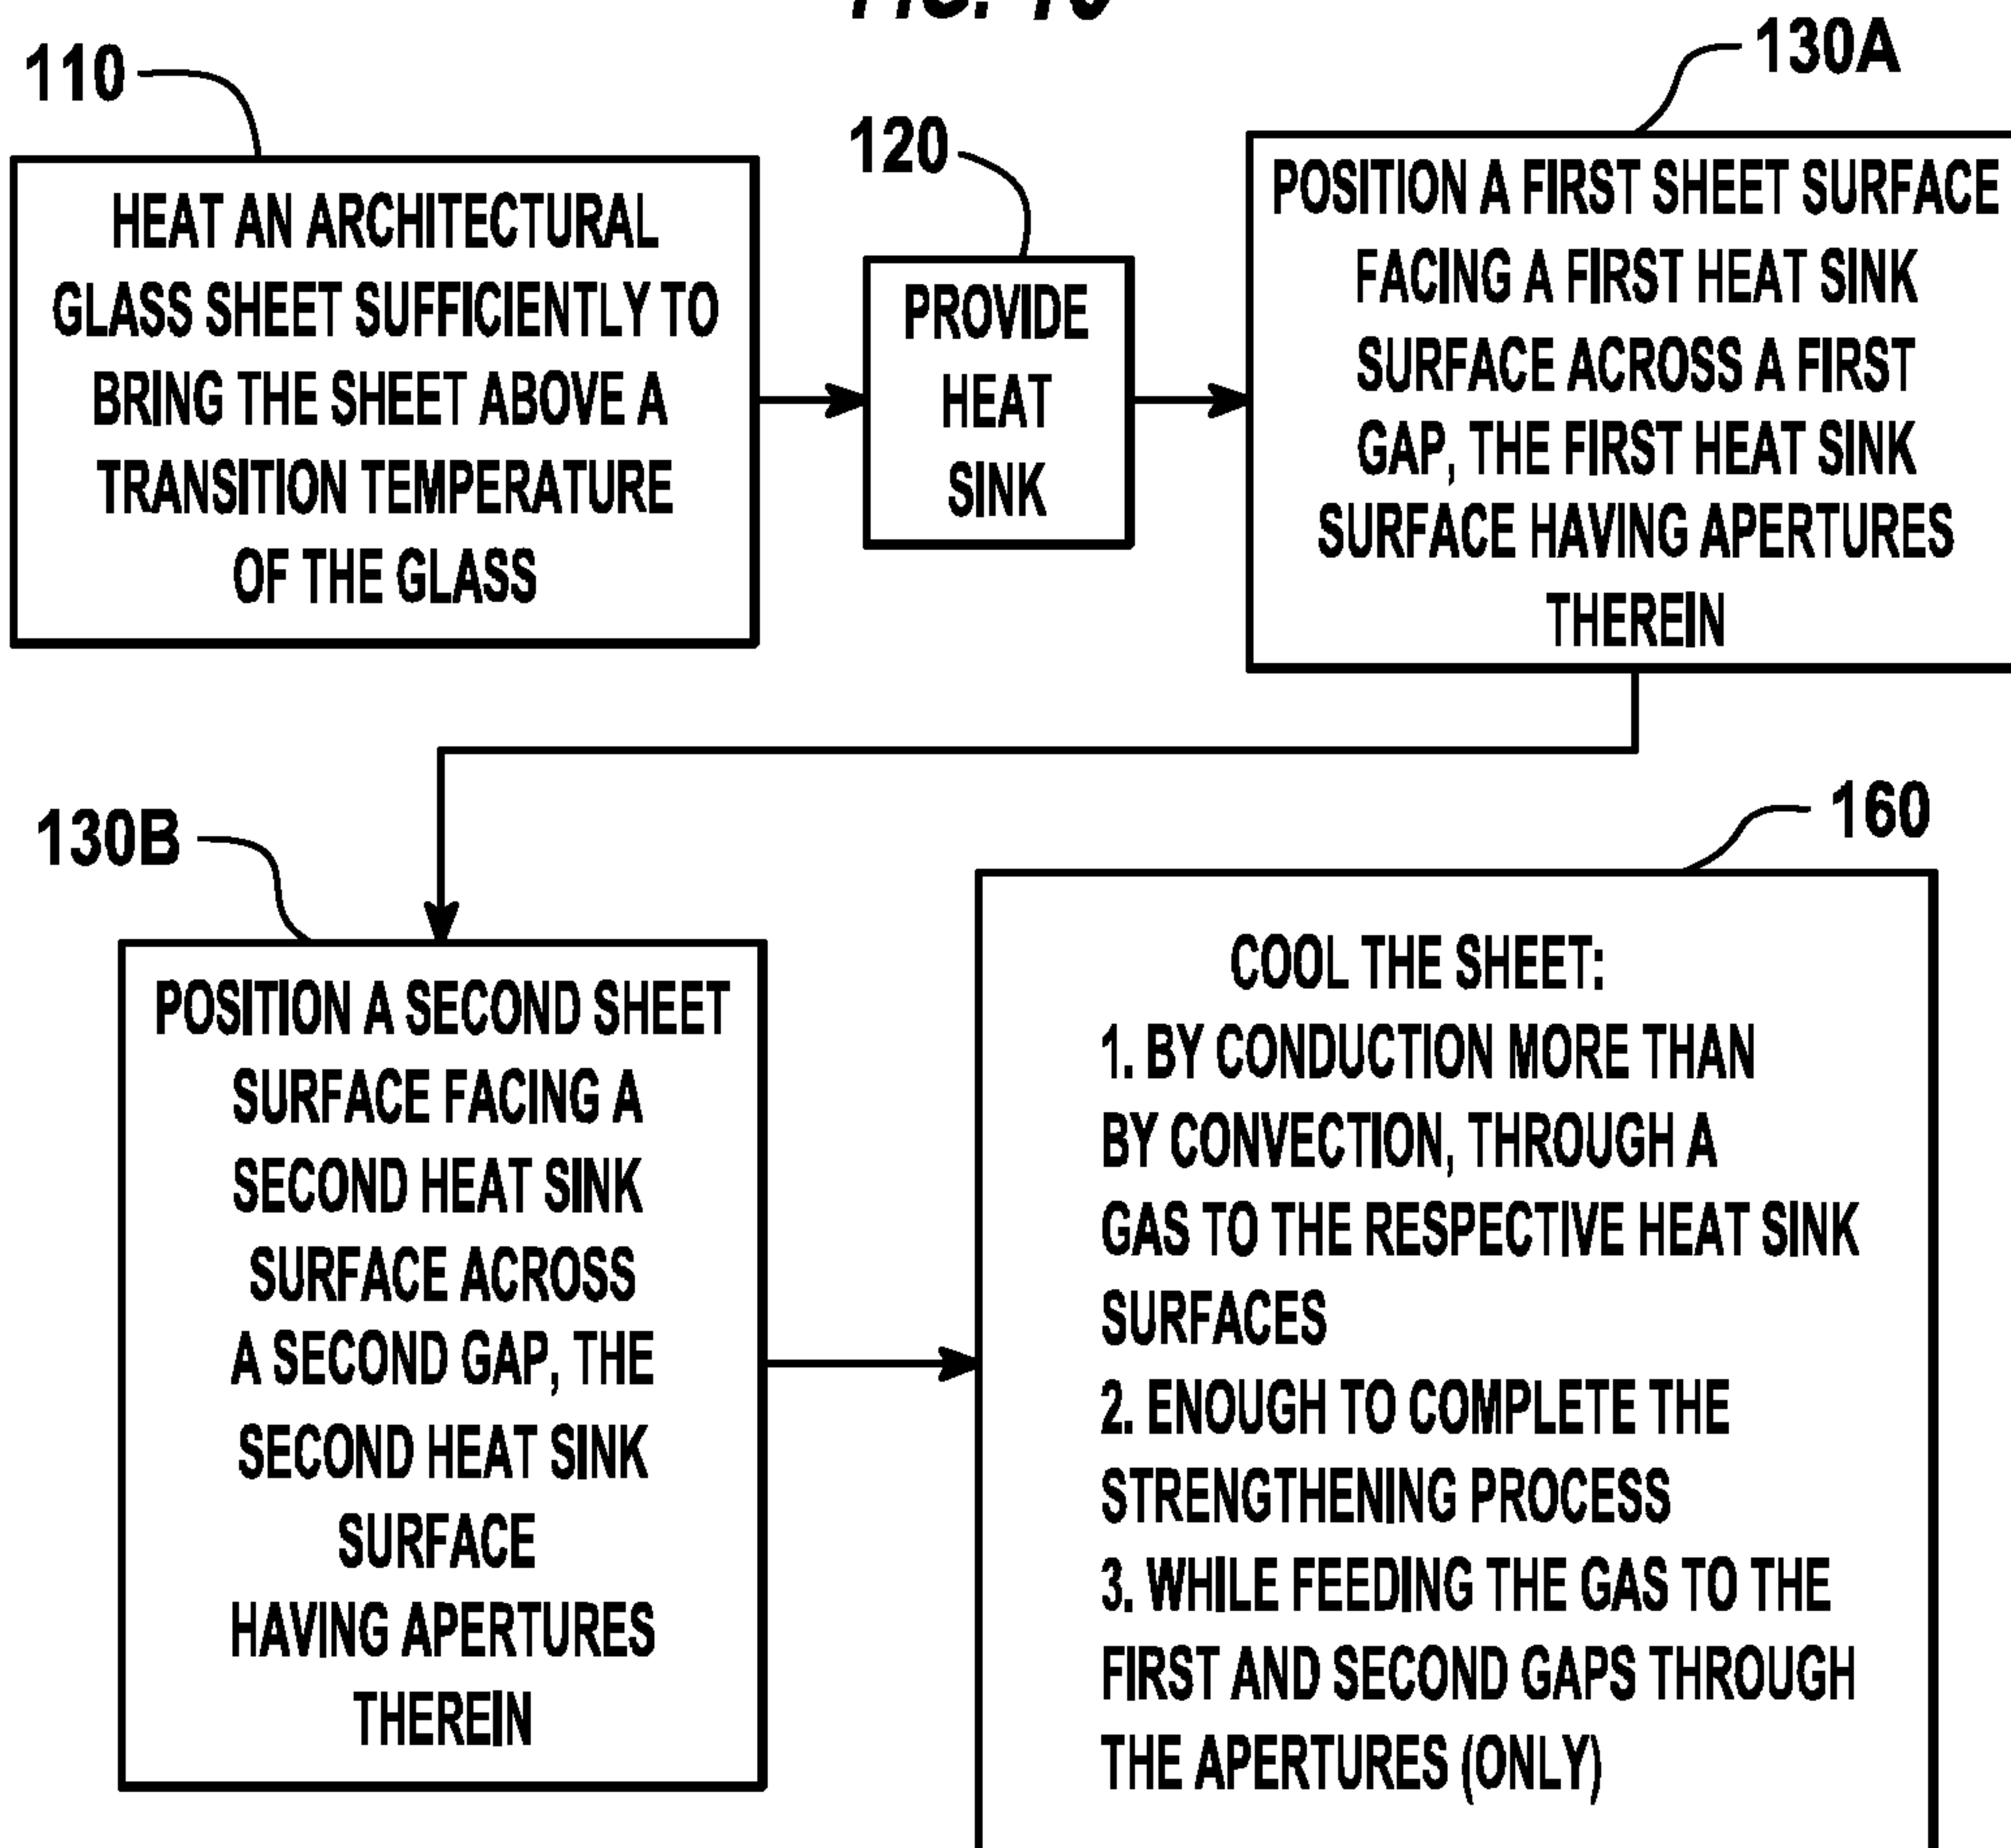 FIG.
110
HEAT AN ARCHITECTURAL
GLASS SHEET SUFFICIENTLY TO
BRING THE SHEET ABOVE A
TRANSITION TEMPERATURE
OF THE GLASS
120
PROVIDE
HEAT
SINK
130A
POSITION A FIRST SHEET SURFACE
FACING A FIRST HEAT SINK
SURFACE ACROSS A FIRST
GAP, THE FIRST HEAT SINK
SURFACE HAVING APERTURES
THEREIN
130B
POSITION A SECOND SHEET
SURFACE FACING A
SECOND HEAT SINK
SURFACE ACROSS
A SECOND GAP, THE
SECOND HEAT SINK
SURFACE
HAVING APERTURES
THEREIN
160
COOL THE SHEET:
1. BY CONDUCTION MORE THAN
BY CONVECTION, THROUGH A
GAS TO THE RESPECTIVE HEAT SINK
SURFACES
2. ENOUGH TO COMPLETE THE
STRENGTHENING PROCESS
3. WHILE FEEDING THE GAS TO THE
FIRST AND SECOND GAPS THROUGH
THE APERTURES (ONLY)